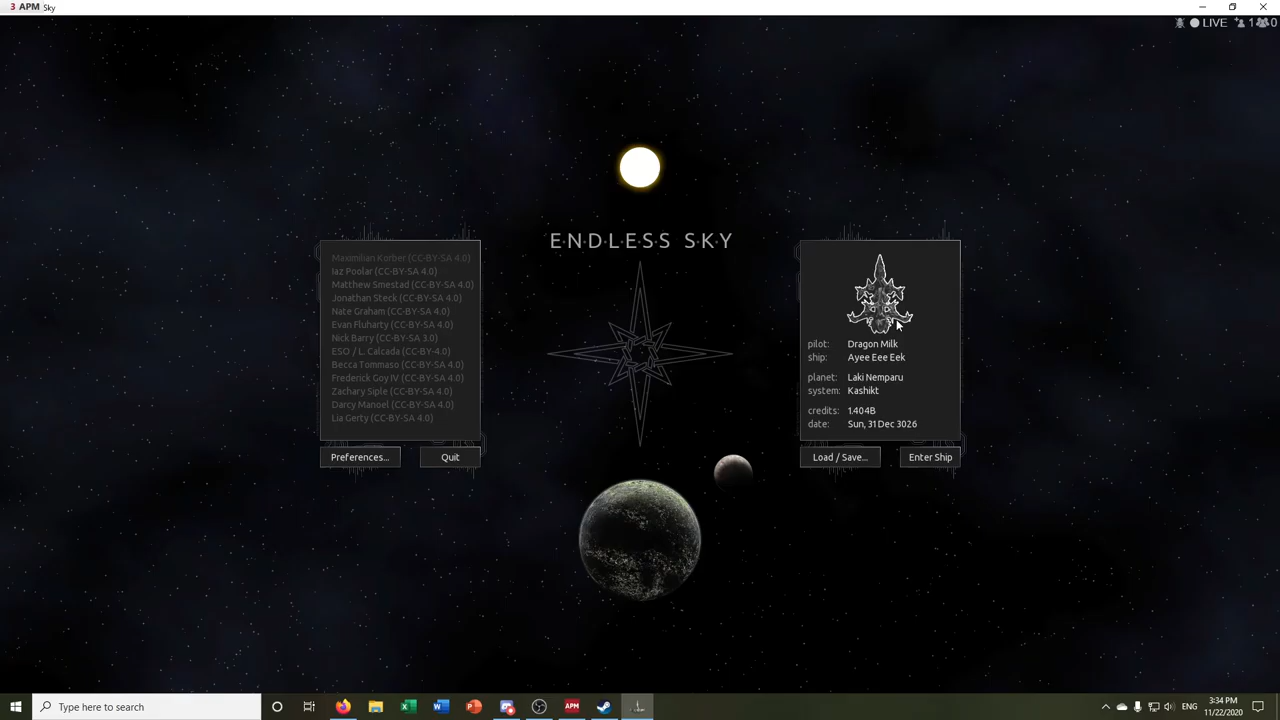 3 APM Sky
LIVE 1 0
ENDLESS SKY
Maximilian Korber (CC-BY-SA 4.0)
Iaz Poolar (CC-BY-SA 4.0)
Matthew Smestad (CC-BY-SA 4.0)
Jonathan Steck (CC-BY-SA 4.0)
Nate Graham (CC-BY-SA 4.0)
Evan Fluharty (CC-BY-SA 4.0)
Nick Barry (CC-BY-SA 3.0)
ESO / L. Calcada (CC-BY-4.0)
Becca Tommaso (CC-BY-SA 4.0)
Frederick Goy IV (CC-BY-SA 4.0)
Zachary Siple (CC-BY-SA 4.0)
Darcy Manoel (CC-BY-SA 4.0)
Lia Gerty (CC-BY-SA 4.0)
Preferences...
Quit
pilot: Dragon Milk
ship: Ayee Eee Eek
planet: Laki Nemparu
system: Kashikt
credits: 1.404B
date: Sun, 31 Dec 3026
Load / Save...
Enter Ship
Type here to search
APM
ENG
3:34 PM
11/22/2020